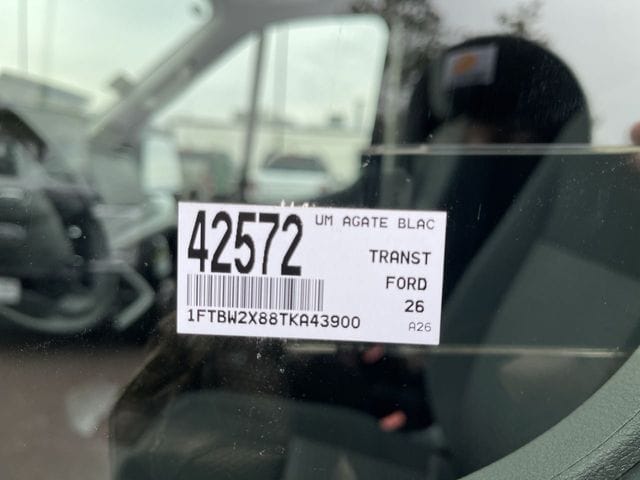 42572 UM AGATE BLAC
TRANST
FORD
26
1FTBW2X88TKA43900 A26